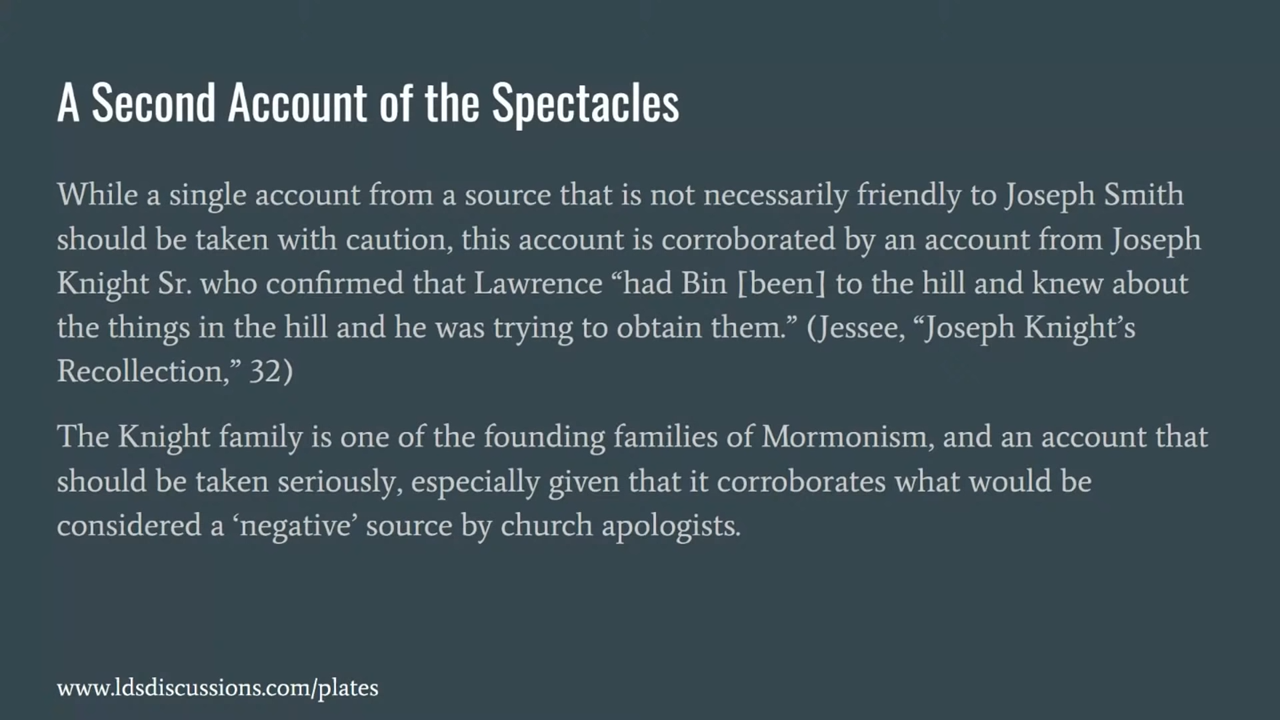 A Second Account of the Spectacles
While a single account from a source that is not necessarily friendly to Joseph Smith
should be taken with caution, this account is corroborated by an account from Joseph
Knight Sr. who confirmed that Lawrence “had Bin [been] to the hill and knew about
the things in the hill and he was trying to obtain them.” (Jessee, “Joseph Knight’s
Recollection,” 32)
The Knight family is one of the founding families of Mormonism, and an account that
should be taken seriously, especially given that it corroborates what would be
considered a ‘negative’ source by church apologists.
www.ldsdiscussions.com/plates